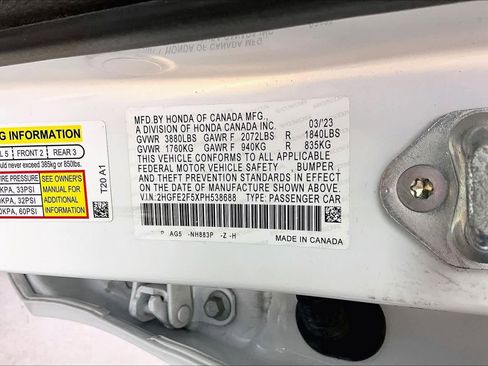 G INFORMATION
L 5 FRONT 2 REAR 3
uld never exceed 385kg or 850lbs.
RE PRESSURE
KPA, 33PSI
KPA, 32PSI
KPA, 60PSI
SEE OWNER'S
MANUAL FOR
ADDITIONAL
INFORMATION
T20 A1
MFD.BY HONDA OF CANADA MFG., 03/23
A DIVISION OF HONDA CANADA INC.
GVWR 3880LBS GAWR F 2072LBS R 1840LBS
GVWR 1760KG GAWR F 940KG R 835KG
THIS VEHICLE CONFORMS TO ALL APPLICABLE
FEDERAL MOTOR VEHICLE SAFETY , BUMPER ,
AND THEFT PREVENTION STANDARDS IN EFFECT
ON THE DATE OF MANUFACTURE SHOWN ABOVE.
V.I.N: 2HGFE2F5XPH538688 TYPE: PASSENGER CAR
P AG5 -NH883P -Z -H
MADE IN CANADA